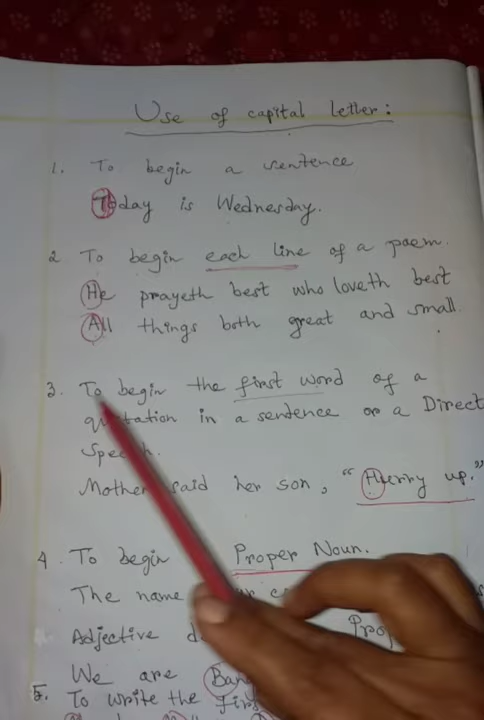 Use of capital letter:
1. To begin a sentence
Today is Wednesday.
2 To begin each line of a poem.
He prayeth best who loveth best
All things both great and small.
3. To begin the first word of a
quotation in a sentence or a Direct
Speech.
Mother said her son, "Hurry up."
4. To begin Proper Noun.
The name
Adjective
We are
5. To write the